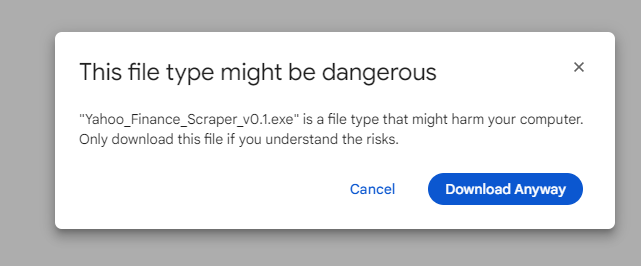 This file type might be dangerous
"Yahoo_Finance_Scraper_v0.1.exe" is a file type that might harm your computer.
Only download this file if you understand the risks.
Cancel
Download Anyway